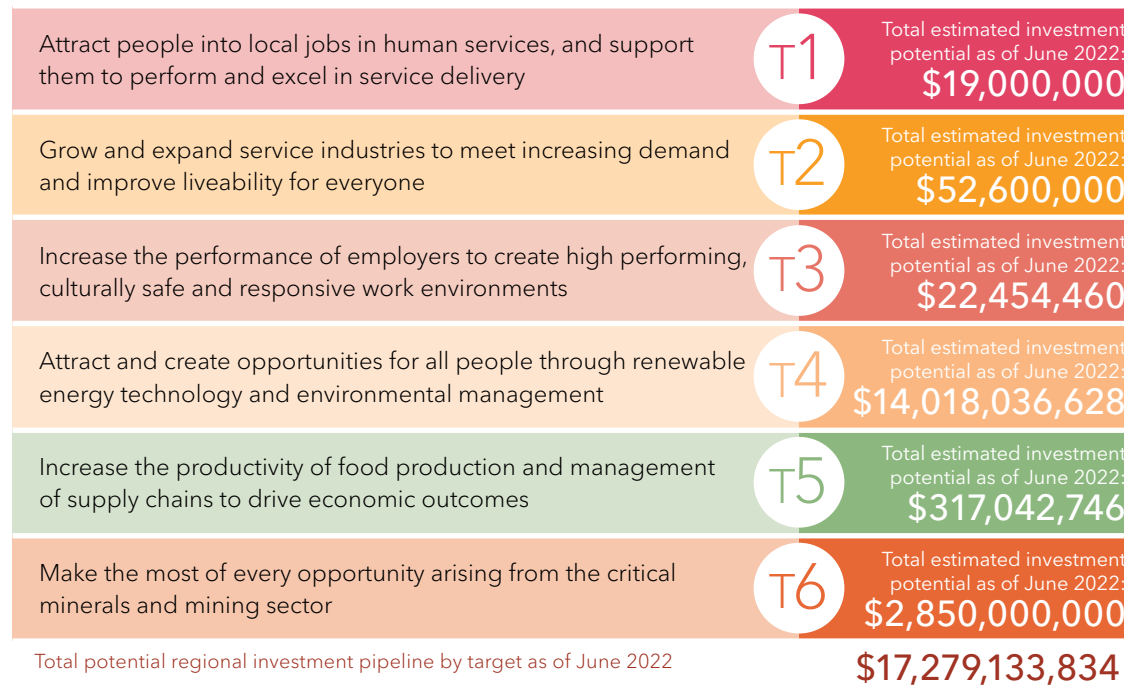 Attract people into local jobs in human services, and support
them to perform and excel in service delivery
T1
Total estimated investment
potential as of June 2022:
$19,000,000
Grow and expand service industries to meet increasing demand
and improve liveability for everyone
T2
Total estimated investment
potential as of June 2022:
$52,600,000
Increase the performance of employers to create high performing,
culturally safe and responsive work environments
T3
Total estimated investment
potential as of June 2022:
$22,454,460
Attract and create opportunities for all people through renewable
energy technology and environmental management
T4
Total estimated investment
potential as of June 2022:
$14,018,036,628
Increase the productivity of food production and management
of supply chains to drive economic outcomes
T5
Total estimated investment
potential as of June 2022:
$317,042,746
Make the most of every opportunity arising from the critical
minerals and mining sector
T6
Total estimated investment
potential as of June 2022:
$2,850,000,000
Total potential regional investment pipeline by target as of June 2022
$17,279,133,834